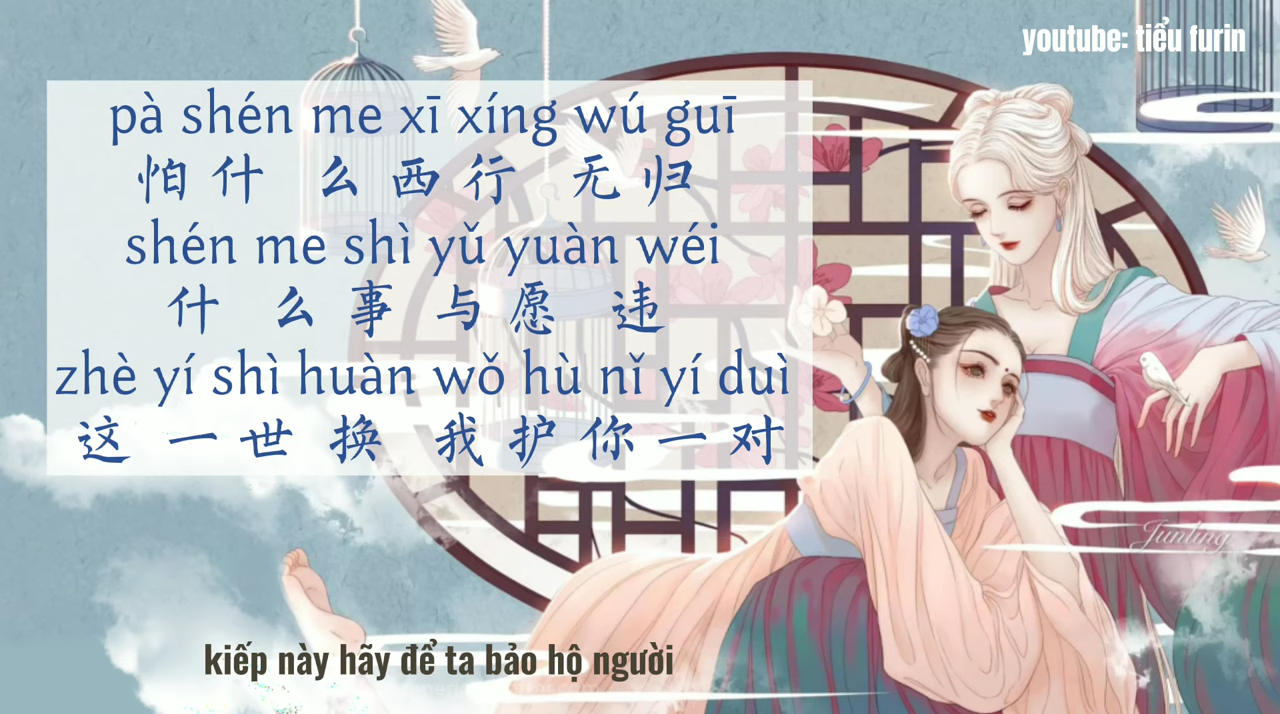 youtube: tiểu furin
pà shén me xī xíng wú guī
怕什 么西行 无归
shén me shì yǔ yuàn wéi
什 么事 与愿 违
zhè yí shì huàn wǒ hù nǐ yí duì
这 一世 换 我护你一对
Junling
kiếp này hãy để ta bảo hộ người